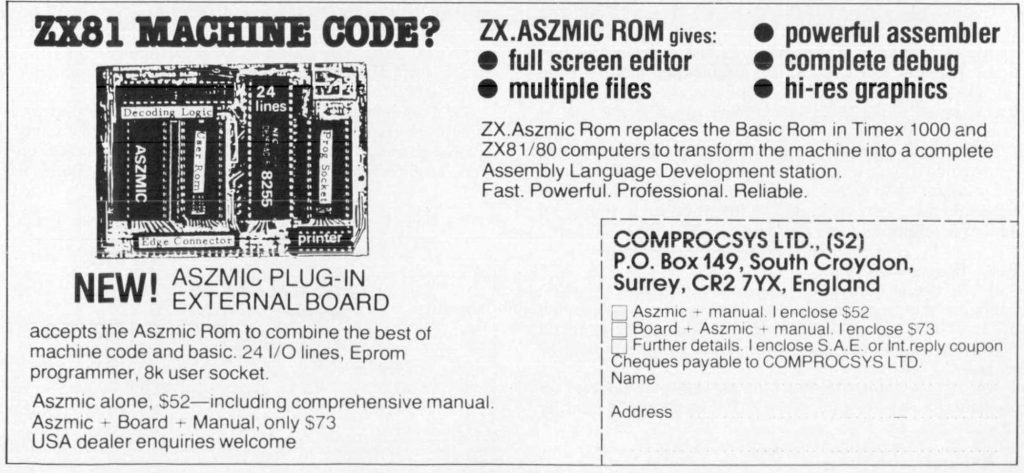 ZX81 MACHINE CODE?
24
lines
Decoding Logic
ASZMIC
User Rom
8255
Prog Socket
Edge Connector
printer
NEW! ASZMIC PLUG-IN
EXTERNAL BOARD
accepts the Aszmic Rom to combine the best of
machine code and basic. 24 I/O lines, Eprom
programmer, 8k user socket.
Aszmic alone, $52—including comprehensive manual.
Aszmic + Board + Manual, only $73
USA dealer enquiries welcome
ZX.ASZMIC ROM gives:
● full screen editor
● multiple files
● powerful assembler
● complete debug
● hi-res graphics
ZX.Aszmic Rom replaces the Basic Rom in Timex 1000 and
ZX81/80 computers to transform the machine into a complete
Assembly Language Development station.
Fast. Powerful. Professional. Reliable.
COMPROCSYS LTD., (S2)
P.O. Box 149, South Croydon,
Surrey, CR2 7YX, England
□ Aszmic + manual. I enclose $52
□ Board + Aszmic + manual. I enclose $73
□ Further details. I enclose S.A.E. or Int.reply coupon
Cheques payable to COMPROCSYS LTD.
Name
Address